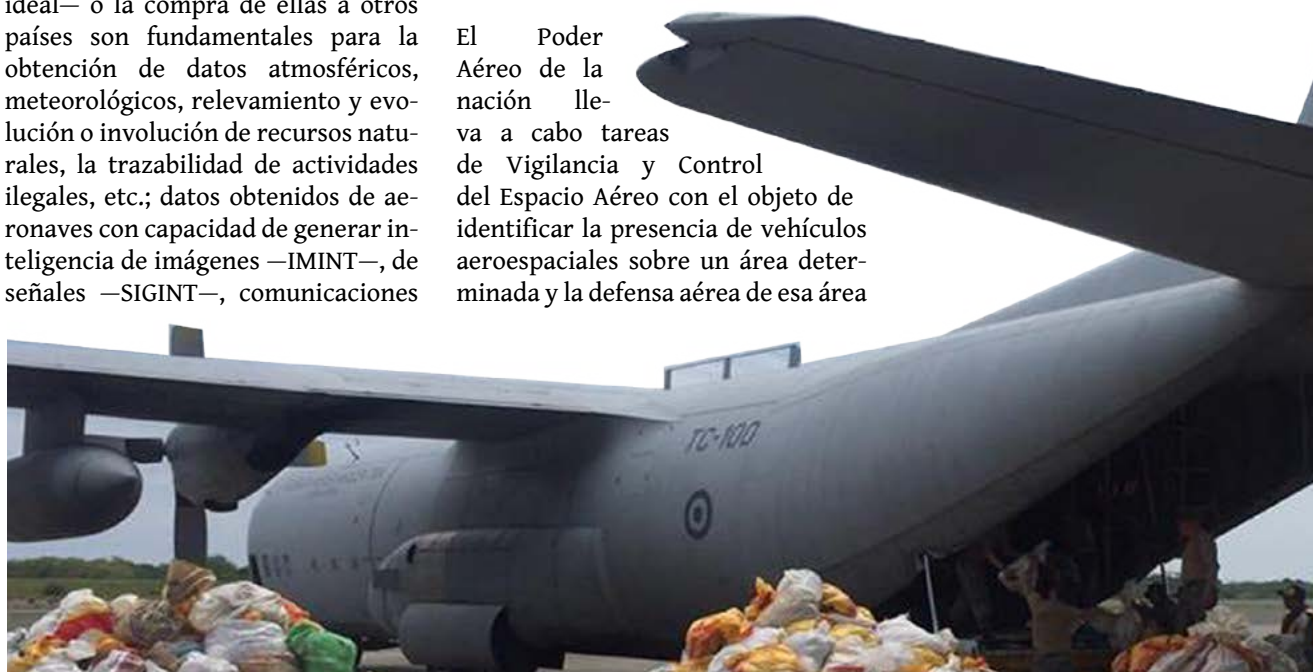 ideal— o la compra de ellas a otros
países son fundamentales para la
obtención de datos atmosféricos,
meteorológicos, relevamiento y evo-
lución o involución de recursos natu-
rales, la trazabilidad de actividades
ilegales, etc.; datos obtenidos de ae-
ronaves con capacidad de generar in-
teligencia de imágenes —IMINT—, de
señales —SIGINT—, comunicaciones
El Poder
Aéreo de la
nación lle-
va a cabo tareas
de Vigilancia y Control
del Espacio Aéreo con el objeto de
identificar la presencia de vehículos
aeroespaciales sobre un área deter-
minada y la defensa aérea de esa área
TC-100